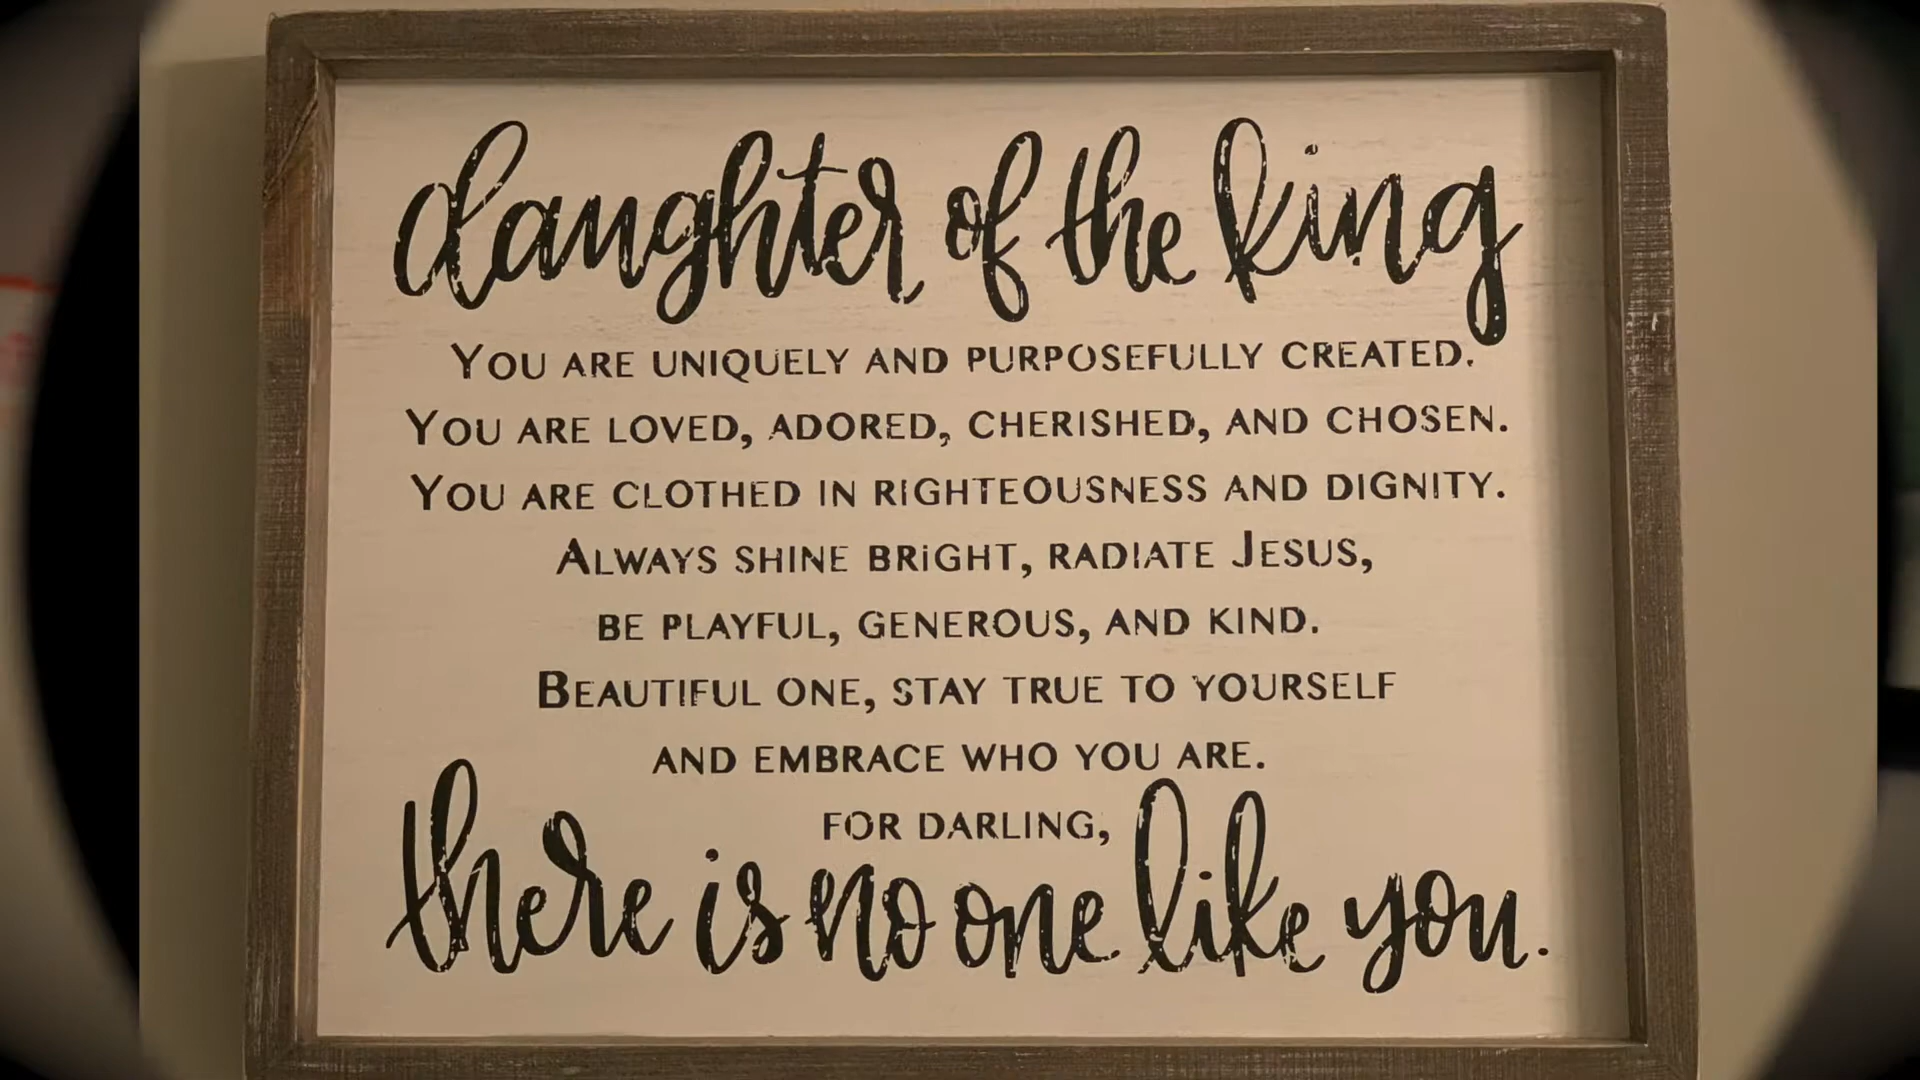 daughter of the king
You are uniquely and purposefully created.
You are loved, adored, cherished, and chosen.
You are clothed in righteousness and dignity.
Always shine bright, radiate Jesus,
be playful, generous, and kind.
Beautiful one, stay true to yourself
and embrace who you are.
for darling,
there is no one like you.